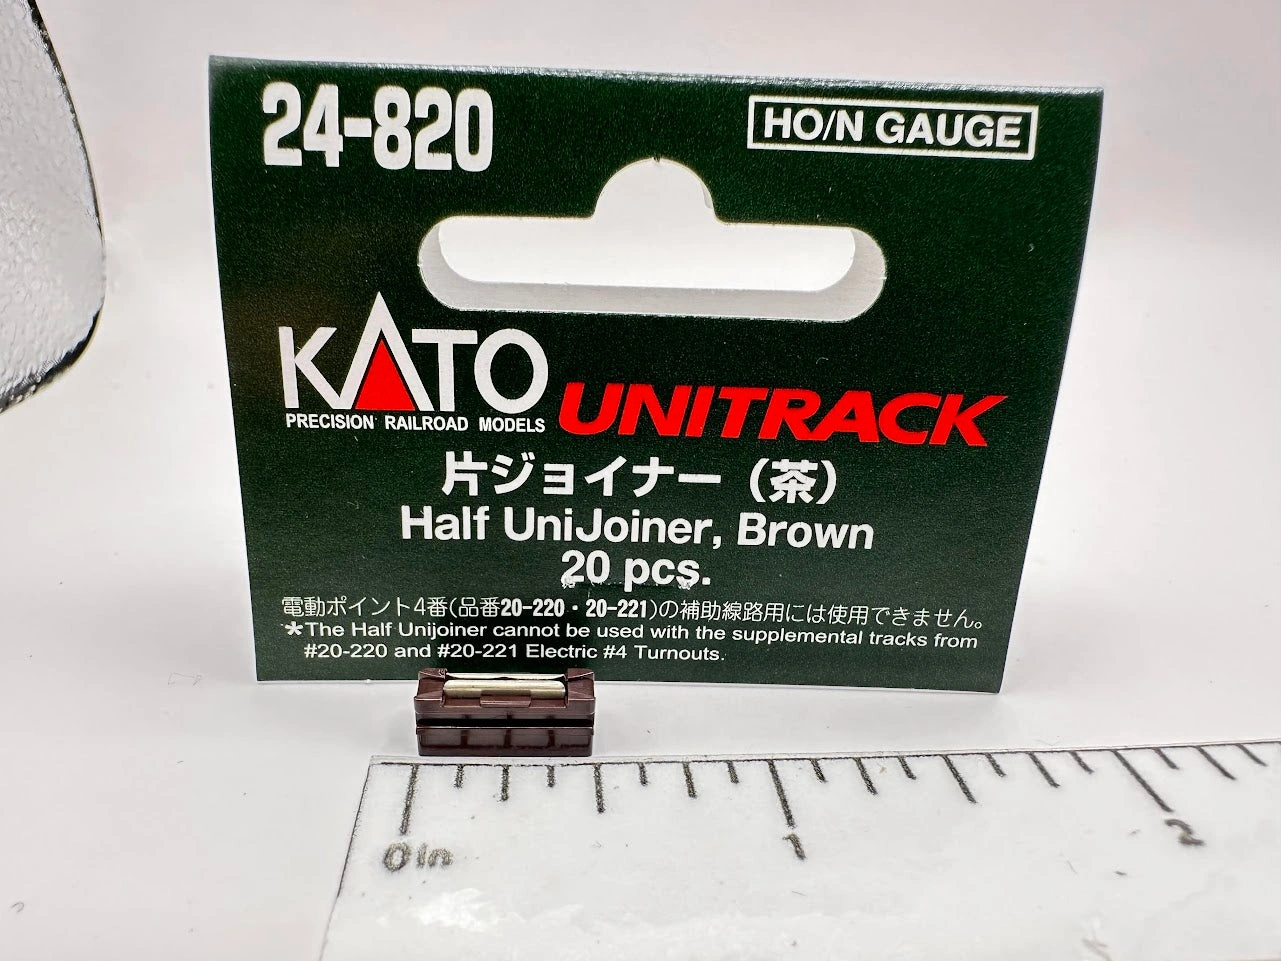 24-820
HO/N GAUGE
KATO
PRECISION RAILROAD MODELS
UNITRACK
片ジョイナー（茶）
Half UniJoiner, Brown
20 pcs.
電動ポイント4番(品番20-220・20-221)の補助線路用には使用できません。
*The Half Unijoiner cannot be used with the supplemental tracks from
#20-220 and #20-221 Electric #4 Turnouts.
0in 1 2